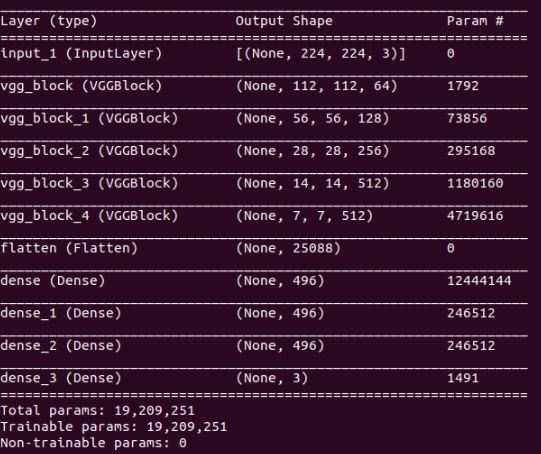 Layer (type) Output Shape Param #
=================================================================
input_1 (InputLayer) [(None, 224, 224, 3)] 0
vgg_block (VGGBlock) (None, 112, 112, 64) 1792
vgg_block_1 (VGGBlock) (None, 56, 56, 128) 73856
vgg_block_2 (VGGBlock) (None, 28, 28, 256) 295168
vgg_block_3 (VGGBlock) (None, 14, 14, 512) 1180160
vgg_block_4 (VGGBlock) (None, 7, 7, 512) 4719616
flatten (Flatten) (None, 25088) 0
dense (Dense) (None, 496) 12444144
dense_1 (Dense) (None, 496) 246512
dense_2 (Dense) (None, 496) 246512
dense_3 (Dense) (None, 3) 1491
=================================================================
Total params: 19,209,251
Trainable params: 19,209,251
Non-trainable params: 0